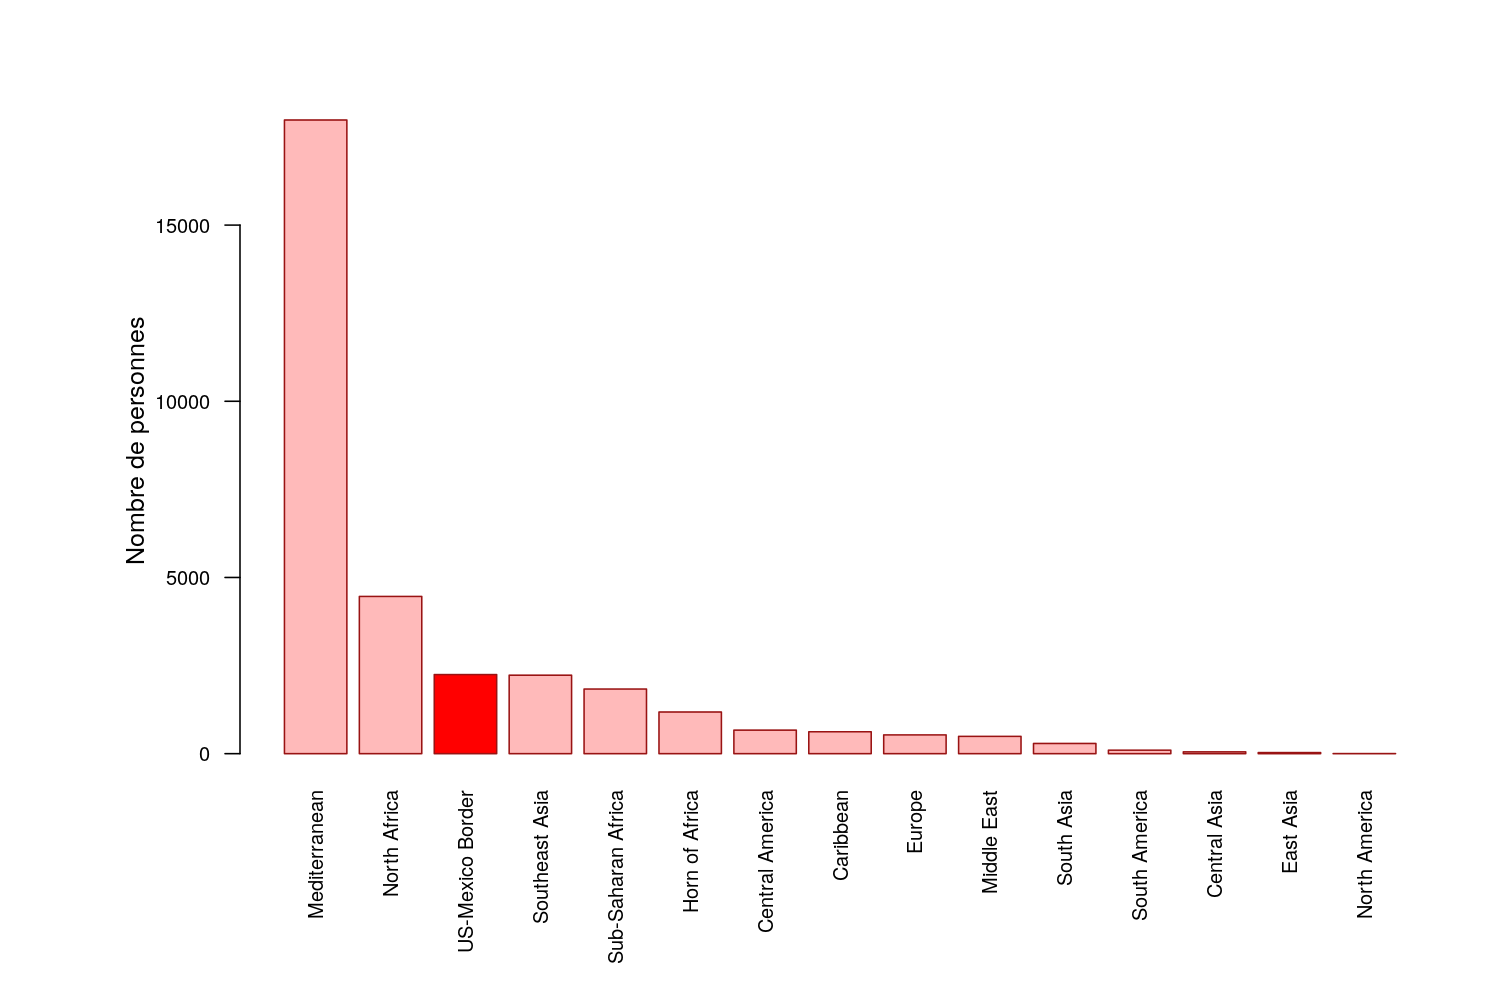 Nombre de personnes
15000
10000
5000
0
Mediterranean
North Africa
US-Mexico Border
Southeast Asia
Sub-Saharan Africa
Horn of Africa
Central America
Caribbean
Europe
Middle East
South Asia
South America
Central Asia
East Asia
North America